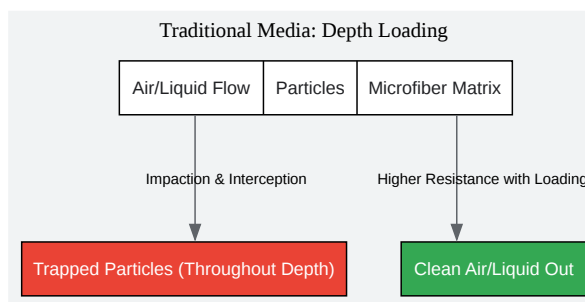 Traditional Media: Depth Loading
Air/Liquid Flow
Particles
Microfiber Matrix
Impaction & Interception
Higher Resistance with Loading
Trapped Particles (Throughout Depth)
Clean Air/Liquid Out